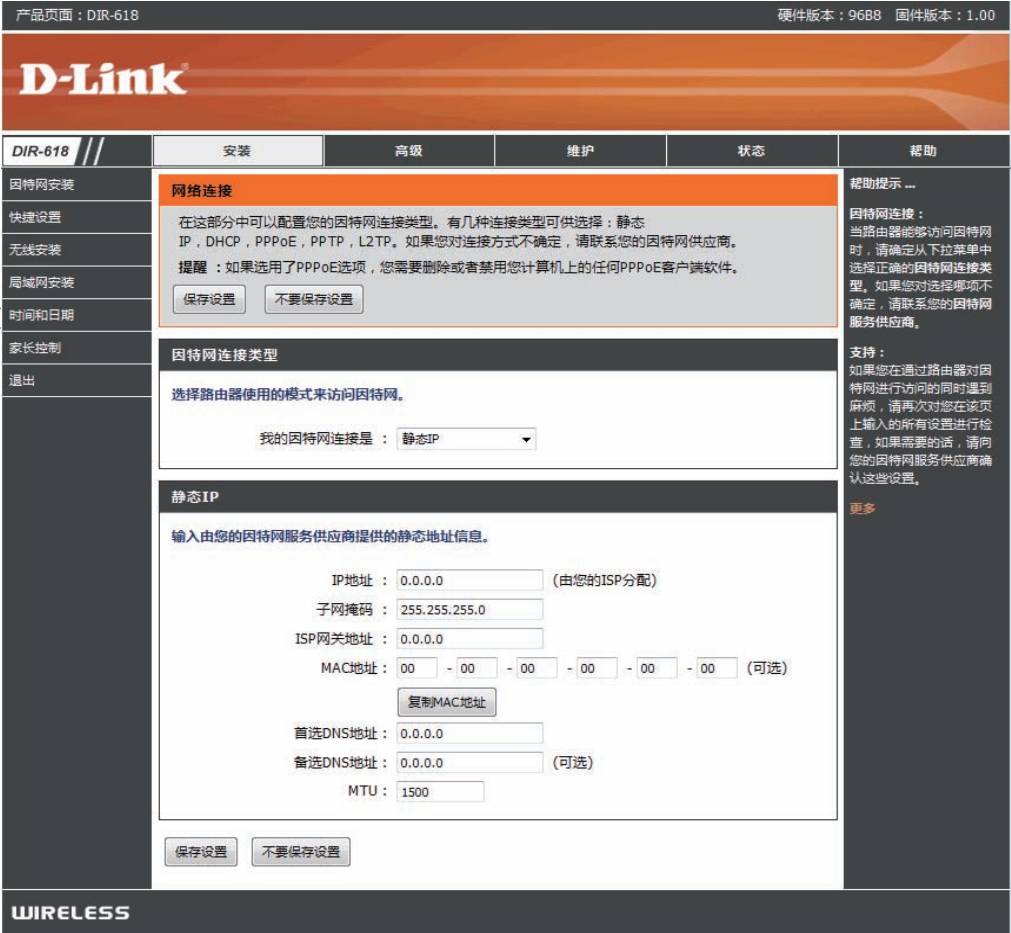 产品页面：DIR-618
硬件版本：96B8 固件版本：1.00
D-Link
DIR-618
安装
高级
维护
状态
帮助
因特网安装
快捷设置
无线安装
局域网安装
时间和日期
家长控制
退出
网络连接
在这部分中可以配置您的因特网连接类型。有几种连接类型可供选择：静态
IP，DHCP，PPPoE，PPTP，L2TP。如果您对连接方式不确定，请联系您的因特网供应商。
提醒 ：如果选用了PPPoE选项，您需要删除或者禁用您计算机上的任何PPPoE客户端软件。
保存设置 不要保存设置
因特网连接类型
选择路由器使用的模式来访问因特网。
我的因特网连接是 ： 静态IP
静态IP
输入由您的因特网服务供应商提供的静态地址信息。
IP地址 ： 0.0.0.0 (由您的ISP分配)
子网掩码 ： 255.255.255.0
ISP网关地址 ： 0.0.0.0
MAC地址： 00 - 00 - 00 - 00 - 00 - 00 (可选)
复制MAC地址
首选DNS地址： 0.0.0.0
备选DNS地址： 0.0.0.0 (可选)
MTU： 1500
保存设置 不要保存设置
帮助提示 ...
因特网连接：
当路由器能够访问因特网
时，请确定从下拉菜单中
选择正确的因特网连接类
型。如果您对选择哪项不
确定，请联系您的因特网
服务供应商。
支持：
如果您在通过路由器对因
特网进行访问的同时遇到
麻烦，请再次对您在该页
上输入的所有设置进行检
查，如果需要的话，请向
您的因特网服务供应商确
认这些设置。
更多
WIRELESS